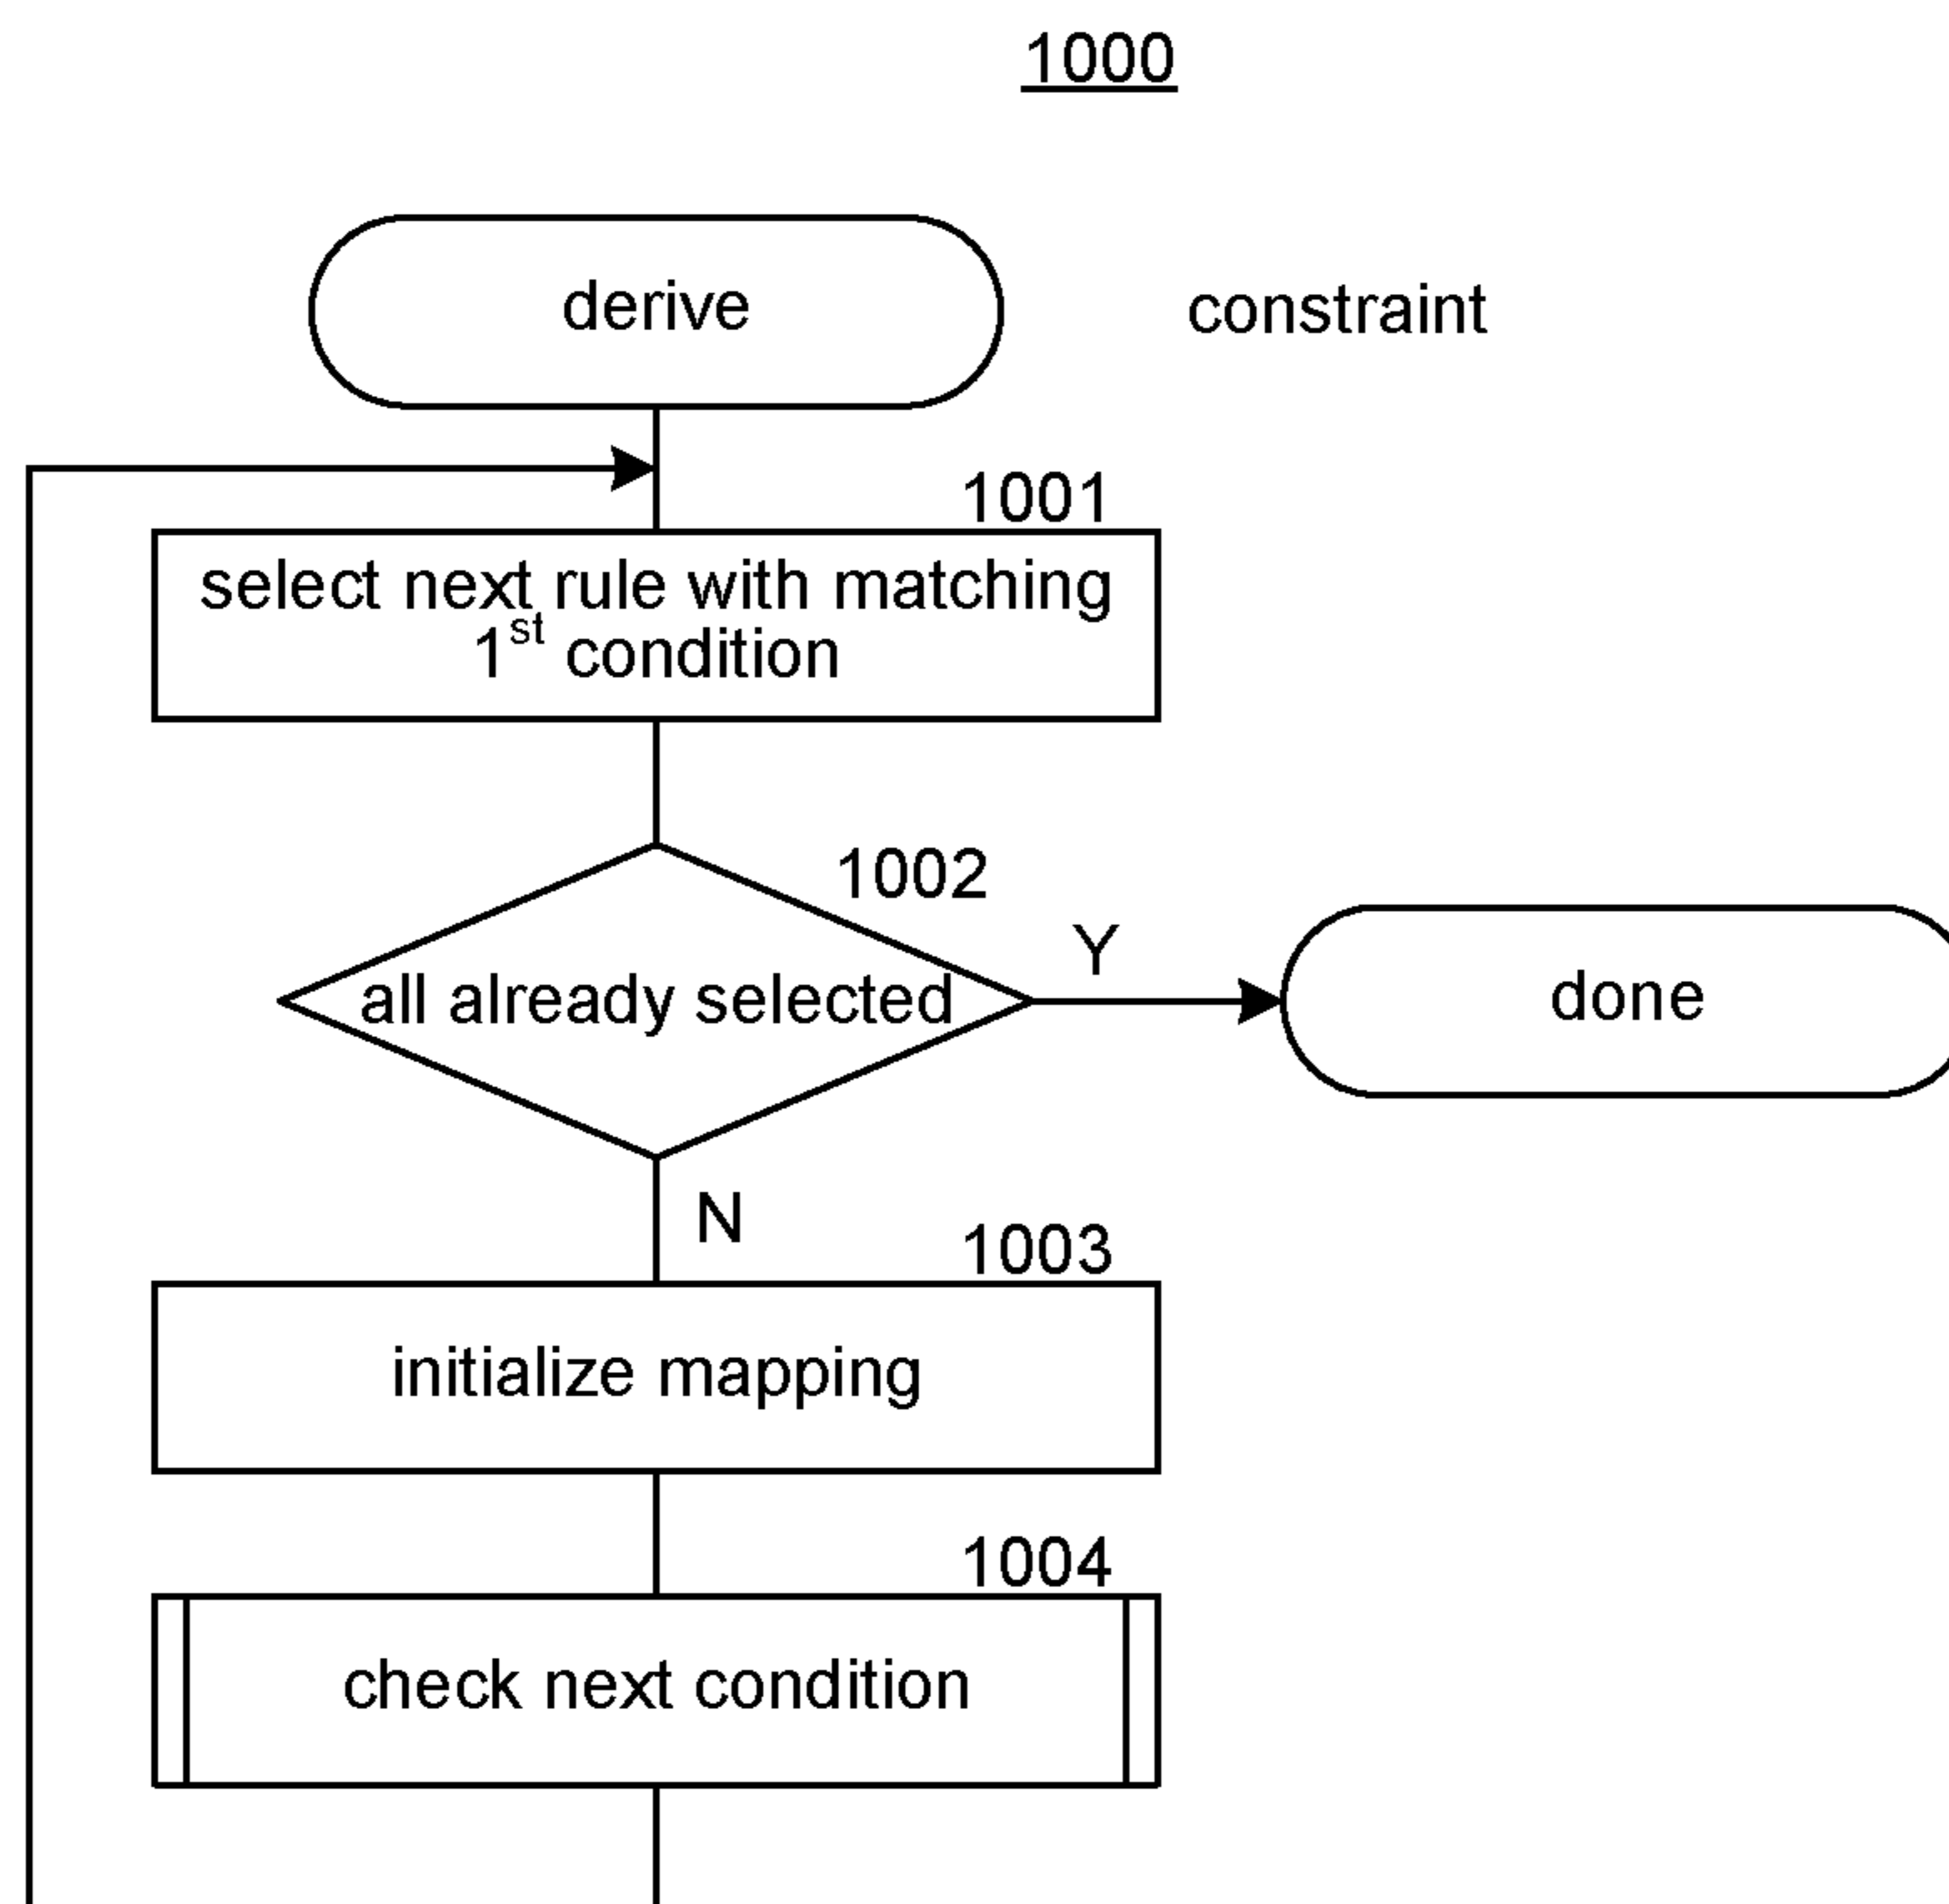 1000
derive
constraint
1001
select next rule with matching
1st condition
1002
Y
all already selected
done
N
1003
initialize mapping
1004
check next condition